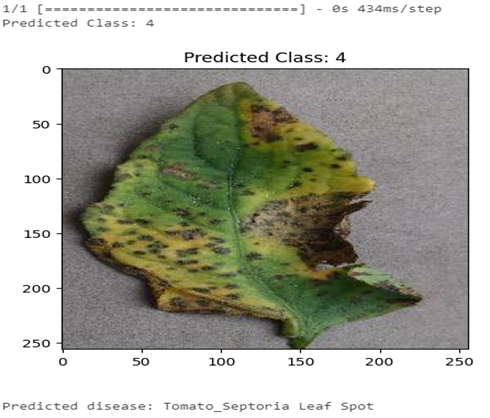 1/1 [==============================] - 0s 434ms/step
Predicted Class: 4
Predicted Class: 4
0
50
100
150
200
250
0 50 100 150 200 250
Predicted disease: Tomato_Septoria Leaf Spot